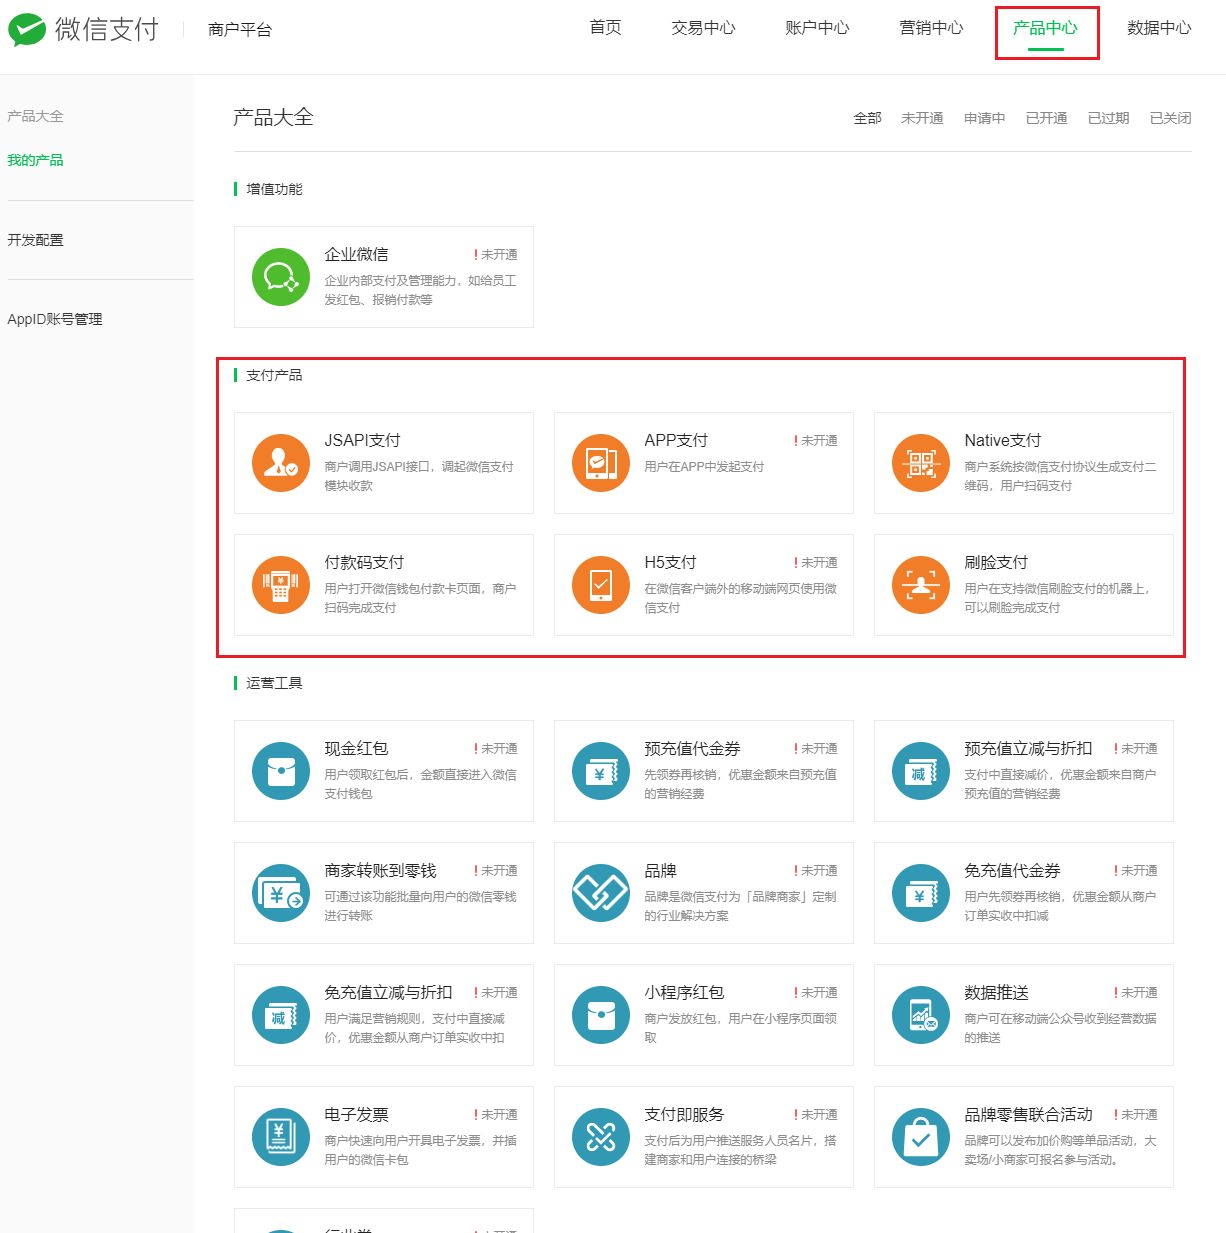 微信支付 商户平台 首页 交易中心 账户中心 营销中心 产品中心 数据中心
产品大全
我的产品
开发配置
AppID账号管理
产品大全 全部 未开通 申请中 已开通 已过期 已关闭
增值功能
企业微信 !未开通
企业内部支付及管理能力，如给员工
发红包、报销付款等
支付产品
JSAPI支付
商户调用JSAPI接口，调起微信支付
模块收款
APP支付 !未开通
用户在APP中发起支付
Native支付
商户系统按微信支付协议生成支付二
维码，用户扫码支付
付款码支付
用户打开微信钱包付款卡页面，商户
扫码完成支付
H5支付 !未开通
在微信客户端外的移动端网页使用微
信支付
刷脸支付
用户在支持微信刷脸支付的机器上，
可以刷脸完成支付
运营工具
现金红包 !未开通
用户领取红包后，金额直接进入微信
支付钱包
预充值代金券 !未开通
先领券再核销，优惠金额来自预充值
的营销经费
预充值立减与折扣 !未开通
支付中直接减价，优惠金额来自商户
预充值的营销经费
商家转账到零钱 !未开通
可通过该功能批量向用户的微信零钱
进行转账
品牌 !未开通
品牌是微信支付为「品牌商家」定制
的行业解决方案
免充值代金券 !未开通
用户先领券再核销，优惠金额从商户
订单实收中扣减
免充值立减与折扣 !未开通
用户满足营销规则，支付中直接减
价，优惠金额从商户订单实收中扣
小程序红包 !未开通
商户发放红包，用户在小程序页面领
取
数据推送 !未开通
商户可在移动端公众号收到经营数据
的推送
电子发票 !未开通
商户快速向用户开具电子发票，并插
用户的微信卡包
支付即服务 !未开通
支付后为用户推送服务人员名片，搭
建商家和用户连接的桥梁
品牌零售联合活动 !未开通
品牌可以发布加价购等单品活动，大
卖场/小商家可报名参与活动。